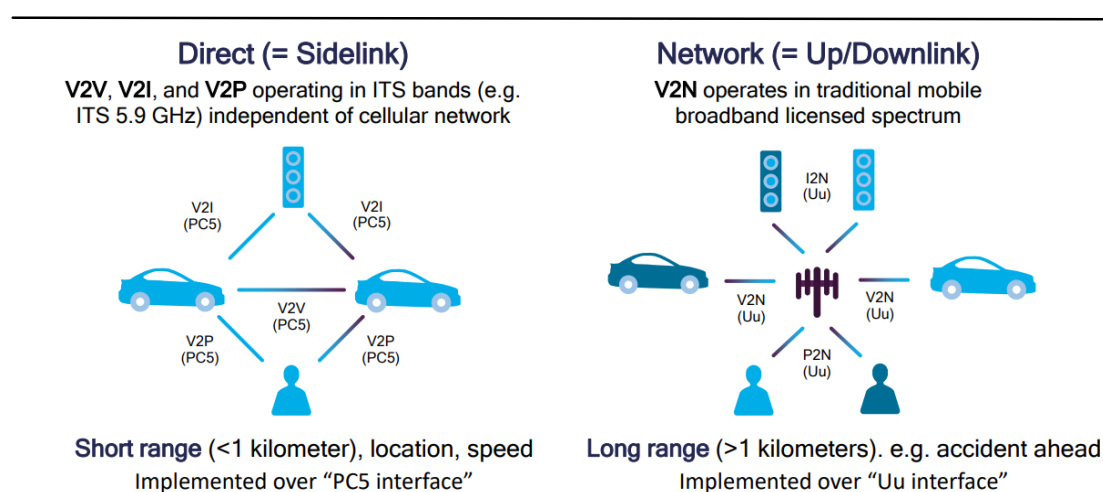 Direct (= Sidelink)
V2V, V2I, and V2P operating in ITS bands (e.g.
ITS 5.9 GHz) independent of cellular network
V2I
(PC5)
V2I
(PC5)
V2V
(PC5)
V2P
(PC5)
V2P
(PC5)
Short range (<1 kilometer), location, speed
Implemented over “PC5 interface”
Network (= Up/Downlink)
V2N operates in traditional mobile
broadband licensed spectrum
I2N
(Uu)
V2N
(Uu)
V2N
(Uu)
P2N
(Uu)
Long range (>1 kilometers). e.g. accident ahead
Implemented over “Uu interface”